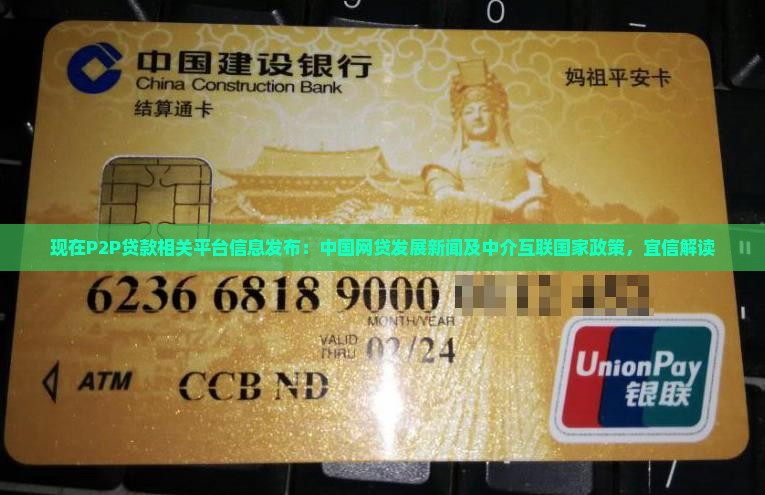 中国建设银行
China Construction Bank
结算通卡
妈祖平安卡
现在P2P贷款相关平台信息发布：中国网贷发展新闻及中介互联国家政策，宜信解读
6236 6818 9000
MONTH/YEAR
VALID
THRU 02/24
ATM CCB ND
UnionPay
银联